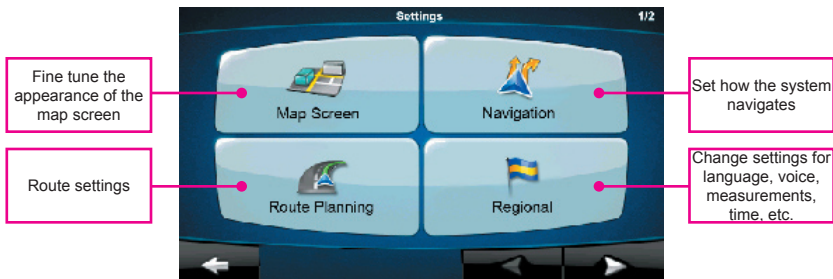 Settings
1/2
Fine tune the
appearance of the
map screen
Map Screen
Navigation
Set how the system
navigates
Route settings
Route Planning
Regional
Change settings for
language, voice,
measurements,
time, etc.